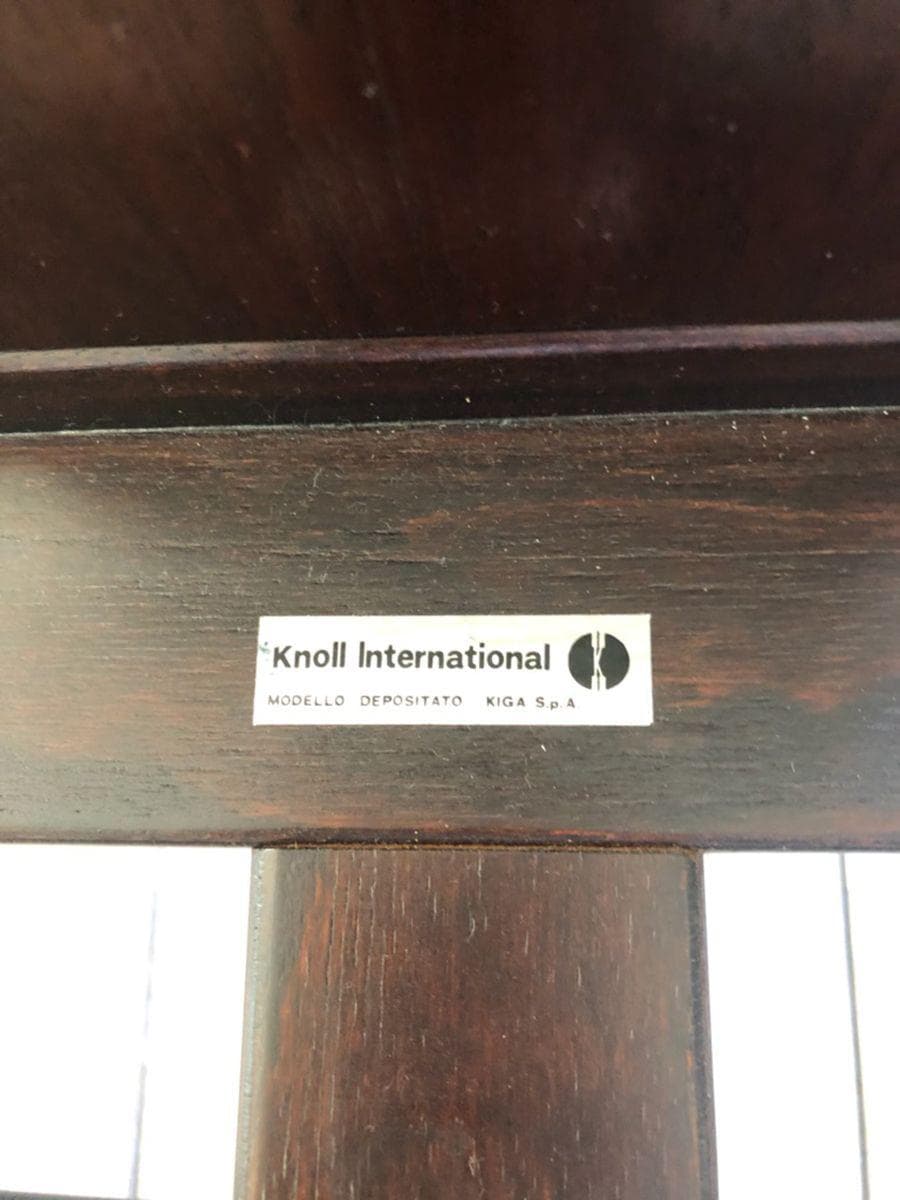 Knoll International K
MODELLO DEPOSITATO KIGA S.p.A.